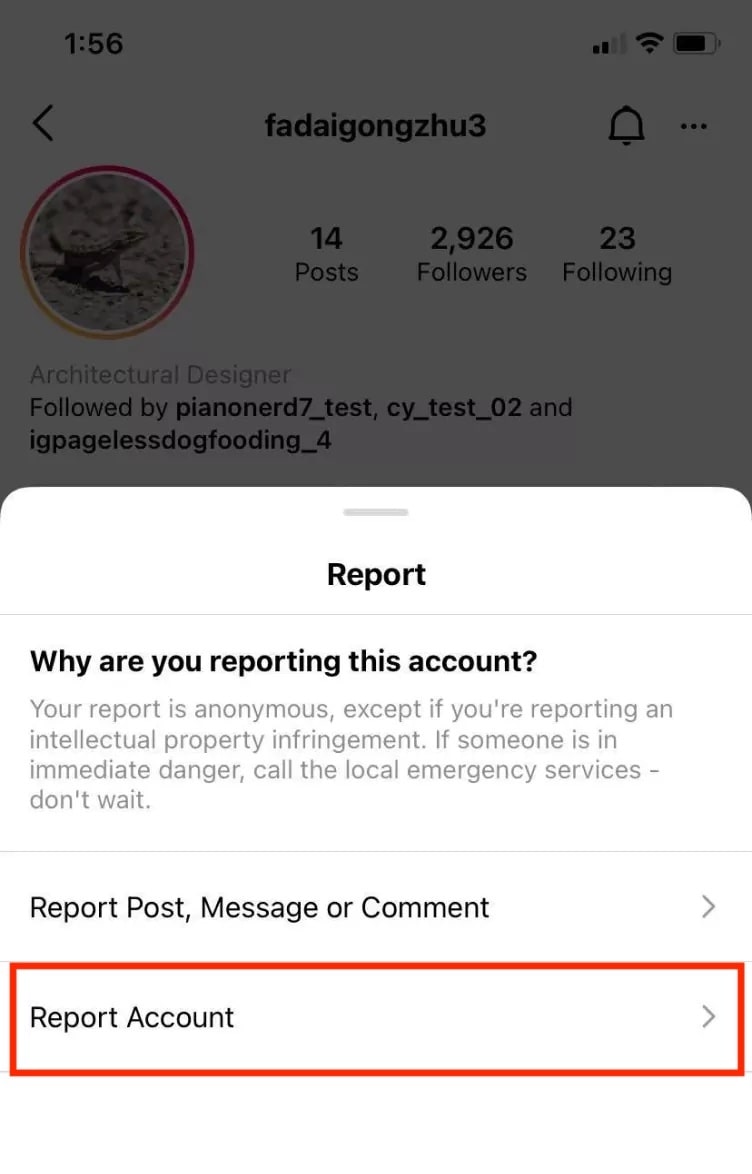 1:56
fadaigongzhu3
14 2,926 23
Posts Followers Following
Architectural Designer
Followed by pianonerd7_test, cy_test_02 and
igpagelessdogfooding_4
Report
Why are you reporting this account?
Your report is anonymous, except if you're reporting an
intellectual property infringement. If someone is in
immediate danger, call the local emergency services -
don't wait.
Report Post, Message or Comment
Report Account